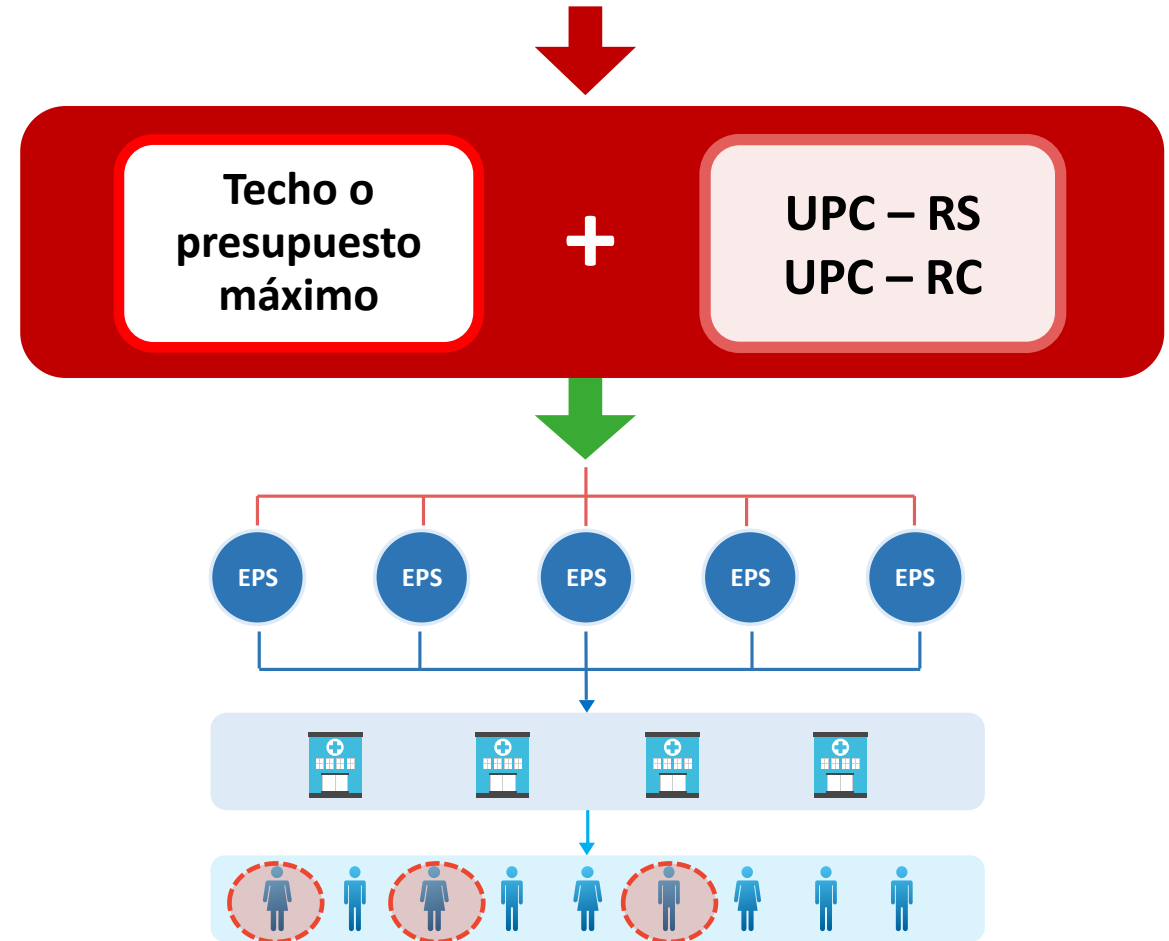 Techo o
presupuesto
máximo
+
UPC – RS
UPC – RC
EPS
EPS
EPS
EPS
EPS